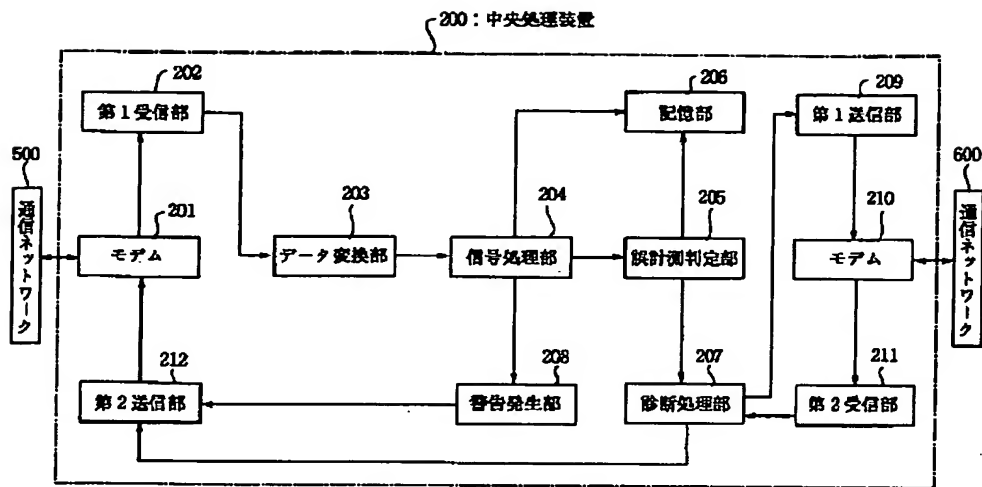 200：中央処理装置
202
第１受信部
206
記憶部
209
第１送信部
500
通信ネットワーク
201
モデム
203
データ変換部
204
信号処理部
205
誤計測判定部
210
モデム
600
通信ネットワーク
212
第２送信部
208
警告発生部
207
診断処理部
211
第２受信部